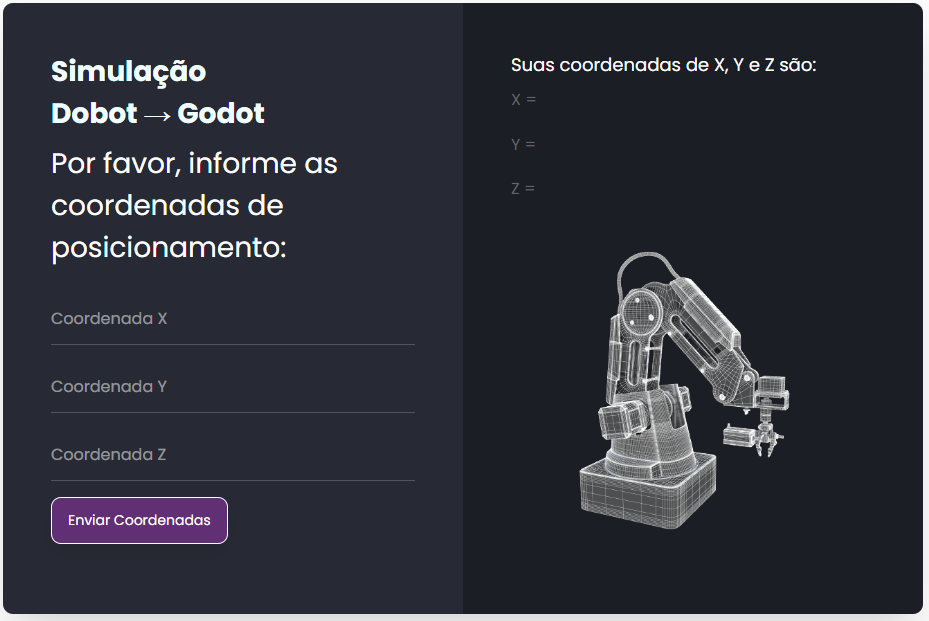 Simulação
Dobot → Godot
Por favor, informe as
coordenadas de
posicionamento:
Coordenada X
Coordenada Y
Coordenada Z
Enviar Coordenadas
Suas coordenadas de X, Y e Z são:
X =
Y =
Z =